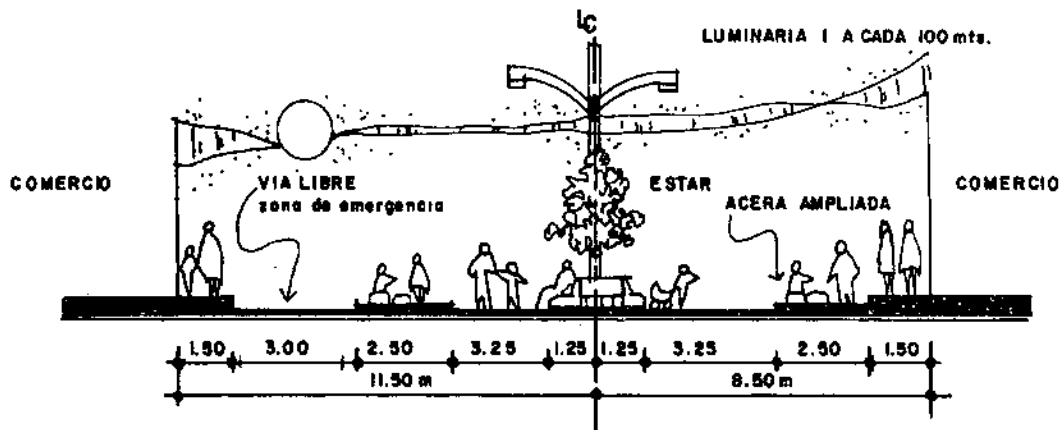 LC
LUMINARIA 1 A CADA 100 mts.
COMERCIO
VIA LIBRE
zona de emergencia
ESTAR
ACERA AMPLIADA
COMERCIO
1.50 3.00 2.50 3.25 1.25 1.25 3.25 2.50 1.50
11.50 m 8.50 m